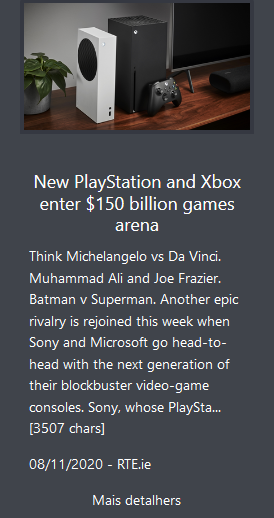 New PlayStation and Xbox
enter $150 billion games
arena
Think Michelangelo vs Da Vinci.
Muhammad Ali and Joe Frazier.
Batman v Superman. Another epic
rivalry is rejoined this week when
Sony and Microsoft go head-to-
head with the next generation of
their blockbuster video-game
consoles. Sony, whose PlaySta...
[3507 chars]
08/11/2020 - RTE.ie
Mais detalhers